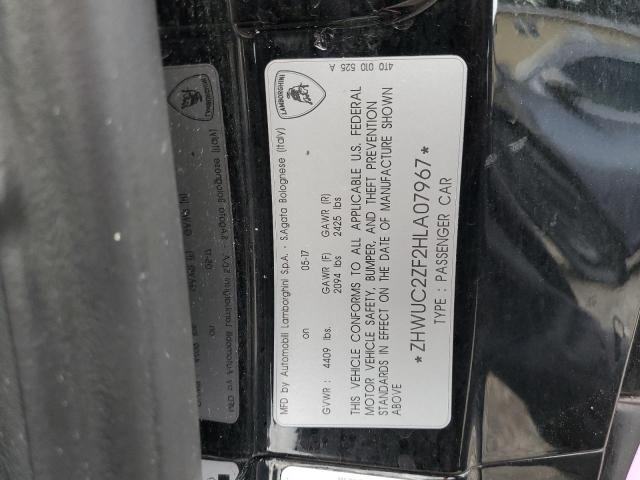 LAMBORGHINI
4T0 010 525 A
MFD by Automobili Lamborghini S.p.A. - S.Agata Bolognese (Italy)
on 05-17
GVWR : 4409 lbs. GAWR (F) GAWR (R)
2094 lbs 2425 lbs
THIS VEHICLE CONFORMS TO ALL APPLICABLE U.S. FEDERAL
MOTOR VEHICLE SAFETY, BUMPER, AND THEFT PREVENTION
STANDARDS IN EFFECT ON THE DATE OF MANUFACTURE SHOWN
ABOVE
*ZHWUC2ZF2HLA07967*
TYPE : PASSENGER CAR